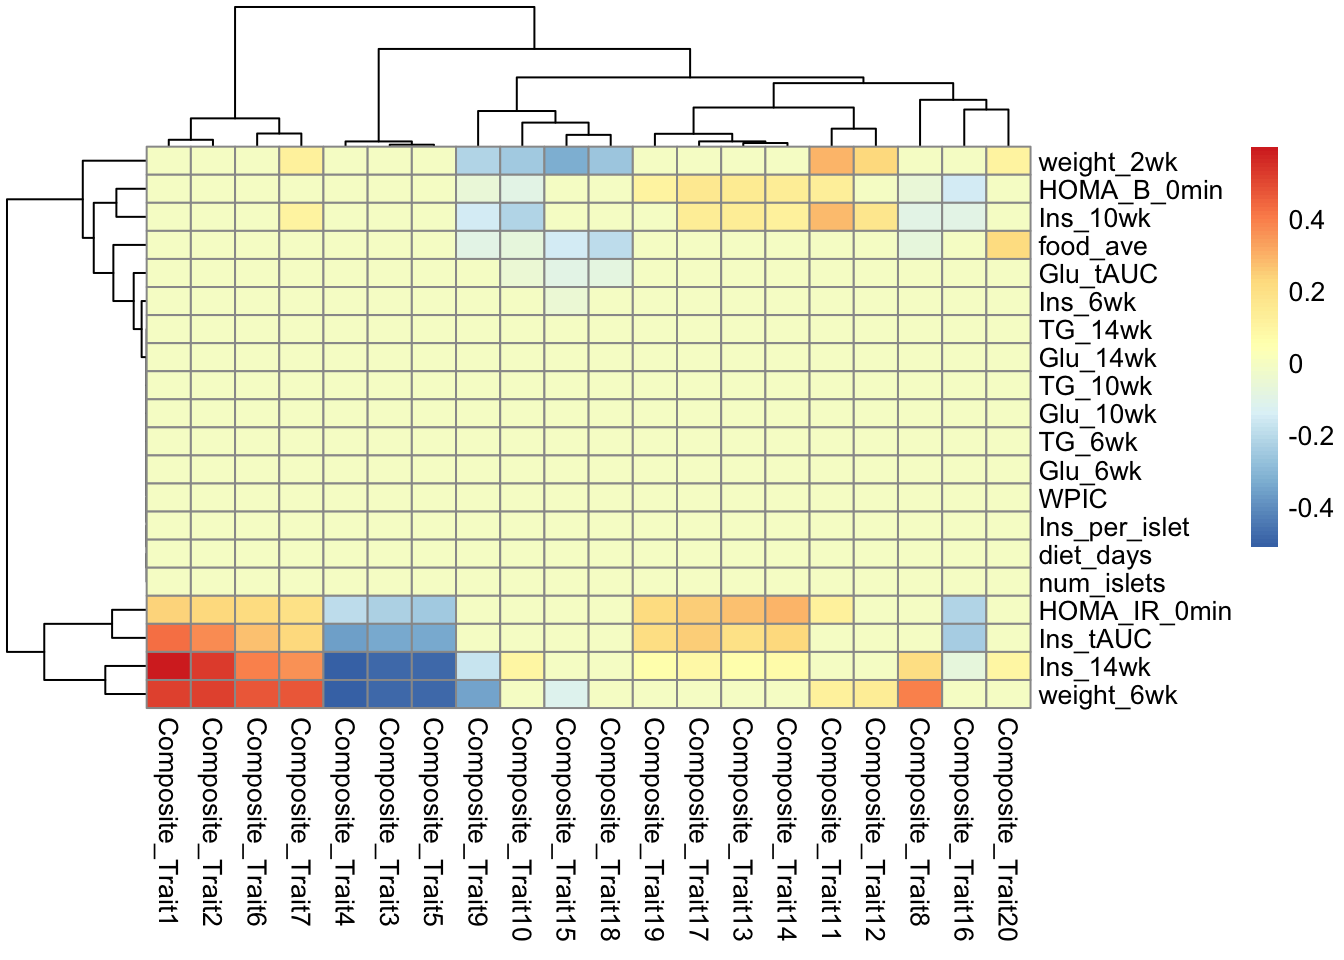 weight_2wk
HOMA_B_0min
Ins_10wk
food_ave
Glu_tAUC
Ins_6wk
TG_14wk
Glu_14wk
TG_10wk
Glu_10wk
TG_6wk
Glu_6wk
WPIC
Ins_per_islet
diet_days
num_islets
HOMA_IR_0min
Ins_tAUC
Ins_14wk
weight_6wk
0.4
0.2
0
-0.2
-0.4
Composite_Trait1
Composite_Trait2
Composite_Trait6
Composite_Trait7
Composite_Trait4
Composite_Trait3
Composite_Trait5
Composite_Trait9
Composite_Trait10
Composite_Trait15
Composite_Trait18
Composite_Trait19
Composite_Trait17
Composite_Trait13
Composite_Trait14
Composite_Trait11
Composite_Trait12
Composite_Trait8
Composite_Trait16
Composite_Trait20